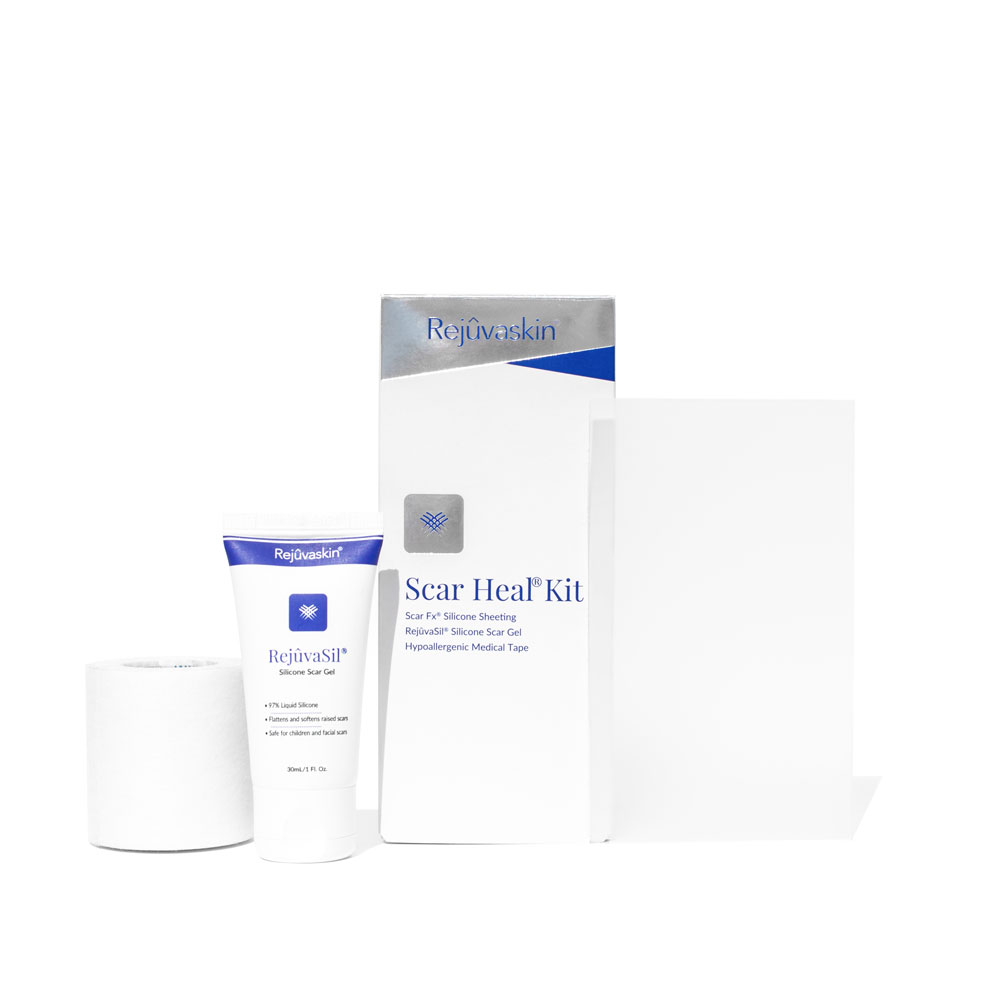 Rejûvaskin
Scar Heal® Kit
Scar Fx® Silicone Sheeting
RejûvaSil® Silicone Scar Gel
Hypoallergenic Medical Tape
Rejûvaskin®
RejûvaSil®
Silicone Scar Gel
• 97% Liquid Silicone
• Flattens and softens raised scars
• Safe for children and facial scars
30mL/1 Fl. Oz.